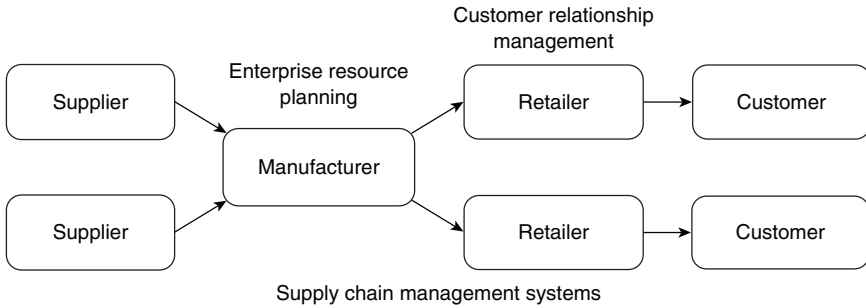 Customer relationship
management
Enterprise resource
planning
Supplier
Retailer
Customer
Manufacturer
Supplier
Retailer
Customer
Supply chain management systems